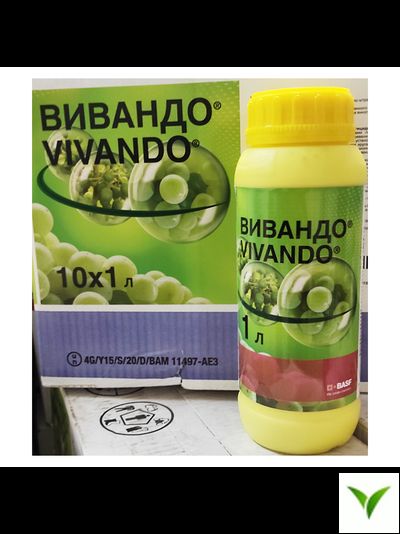 ВИВАНДО®
VIVANDO®
10x1 л
4G/Y15/S/20/D/BAM 11497-AE3
ВИВАНДО®
VIVANDO®
1 л
BASF